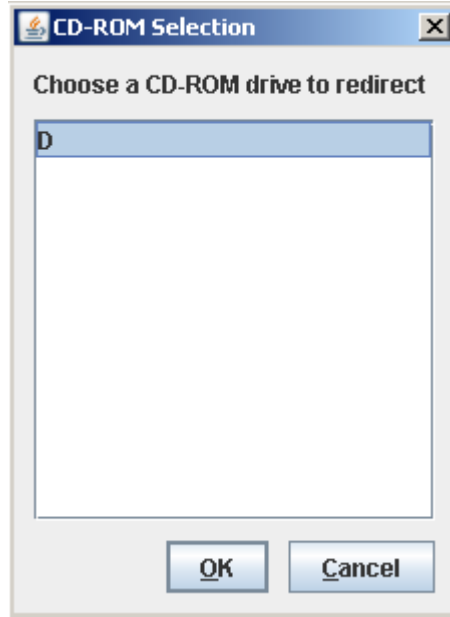 CD-ROM Selection
Choose a CD-ROM drive to redirect
D
OK
Cancel